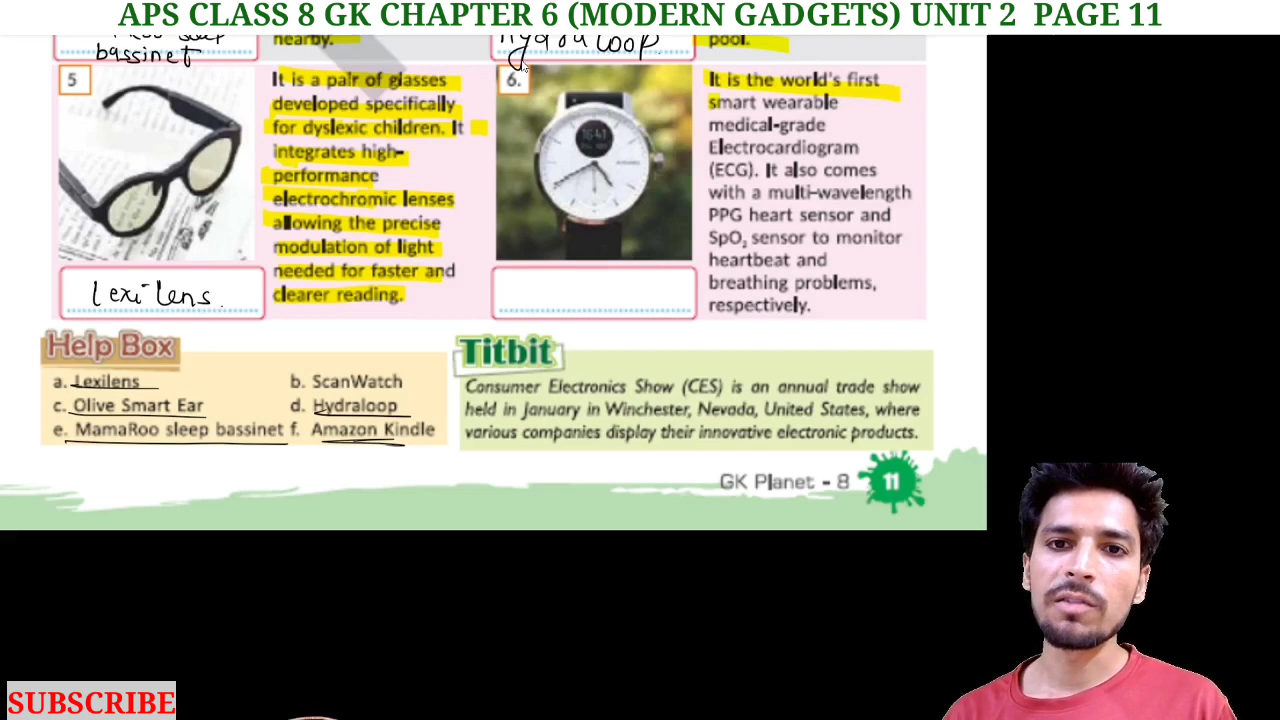 APS CLASS 8 GK CHAPTER 6 (MODERN GADGETS) UNIT 2 PAGE 11
sleep
bassinet
nearby.
hydraloop
pool.
5
It is a pair of glasses
developed specifically
for dyslexic children. It
integrates high-
performance
electrochromic lenses
allowing the precise
modulation of light
needed for faster and
clearer reading.
Lexilens.
6.
16:41
It is the world's first
smart wearable
medical-grade
Electrocardiogram
(ECG). It also comes
with a multi-wavelength
PPG heart sensor and
SpO₂ sensor to monitor
heartbeat and
breathing problems,
respectively.
Help Box
a. Lexilens
b. ScanWatch
c. Olive Smart Ear
d. Hydraloop
e. MamaRoo sleep bassinet
f. Amazon Kindle
Titbit
Consumer Electronics Show (CES) is an annual trade show
held in January in Winchester, Nevada, United States, where
various companies display their innovative electronic products.
GK Planet - 8
11
SUBSCRIBE